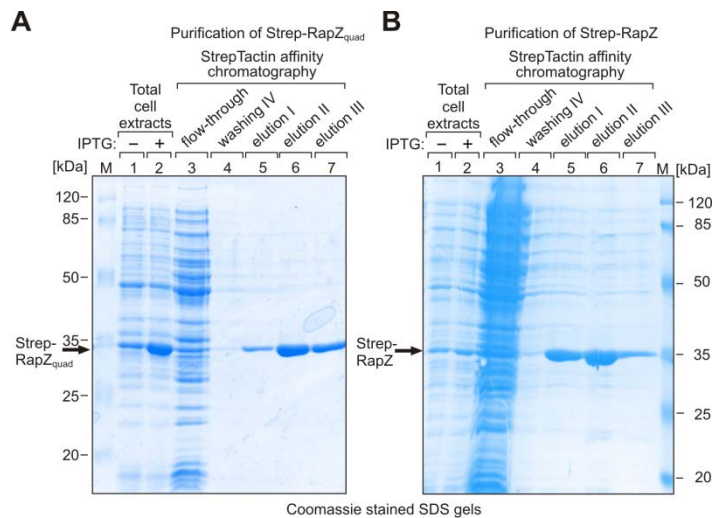 A
Purification of Strep-RapZquad
StrepTactin affinity
chromatography
Total
cell
extracts
flow-through
washing IV
elution I
elution II
elution III
IPTG: – +
[kDa] M 1 2 3 4 5 6 7
120
85
50
35
25
20
Strep-
RapZquad
B
Purification of Strep-RapZ
StrepTactin affinity
chromatography
Total
cell
extracts
flow-through
washing IV
elution I
elution II
elution III
IPTG: – +
1 2 3 4 5 6 7 M [kDa]
120
85
50
35
25
20
Strep-
RapZ
Coomassie stained SDS gels